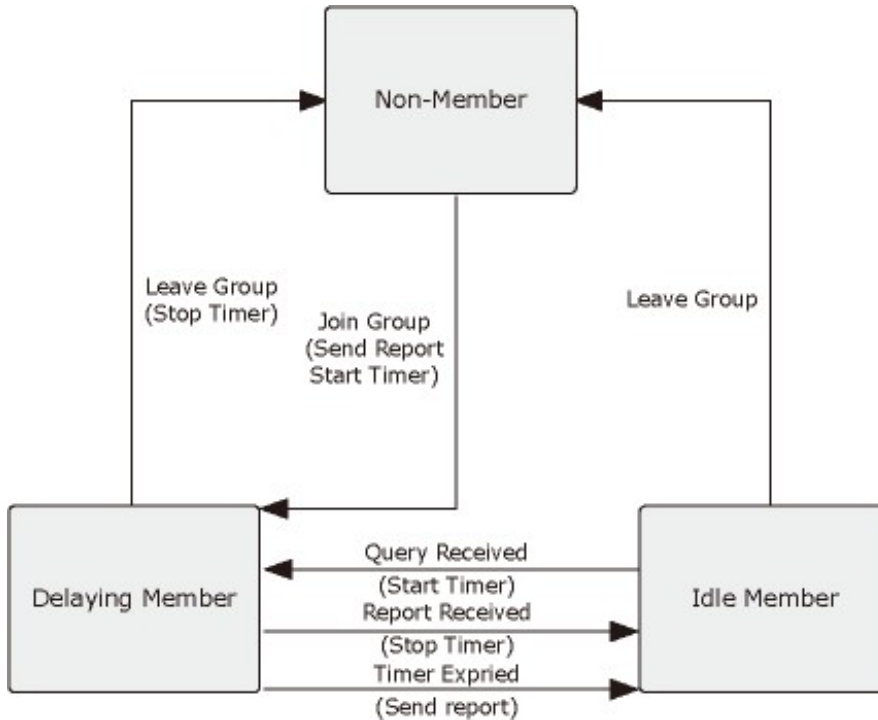 Non-Member
Leave Group
(Stop Timer)
Join Group
(Send Report
Start Timer)
Leave Group
Delaying Member
Query Received
(Start Timer)
Report Received
(Stop Timer)
Timer Expried
(Send report)
Idle Member